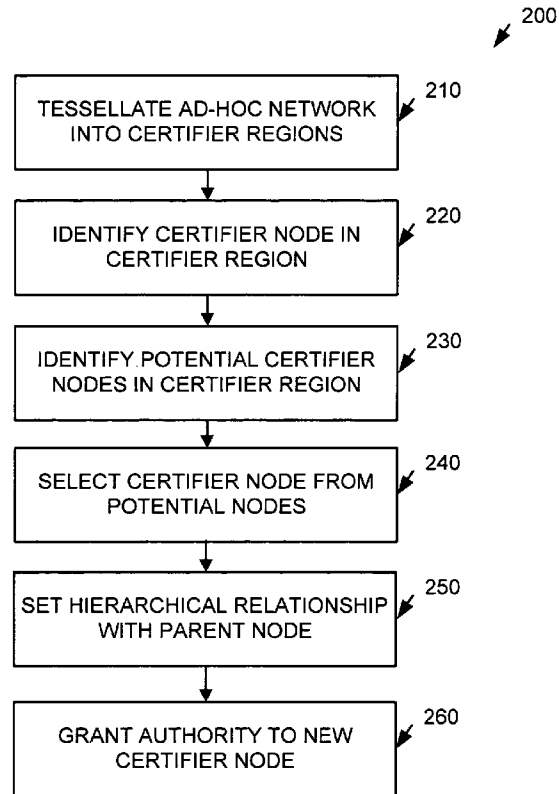 200
TESSELLATE AD-HOC NETWORK
INTO CERTIFIER REGIONS
210
IDENTIFY CERTIFIER NODE IN
CERTIFIER REGION
220
IDENTIFY POTENTIAL CERTIFIER
NODES IN CERTIFIER REGION
230
SELECT CERTIFIER NODE FROM
POTENTIAL NODES
240
SET HIERARCHICAL RELATIONSHIP
WITH PARENT NODE
250
GRANT AUTHORITY TO NEW
CERTIFIER NODE
260